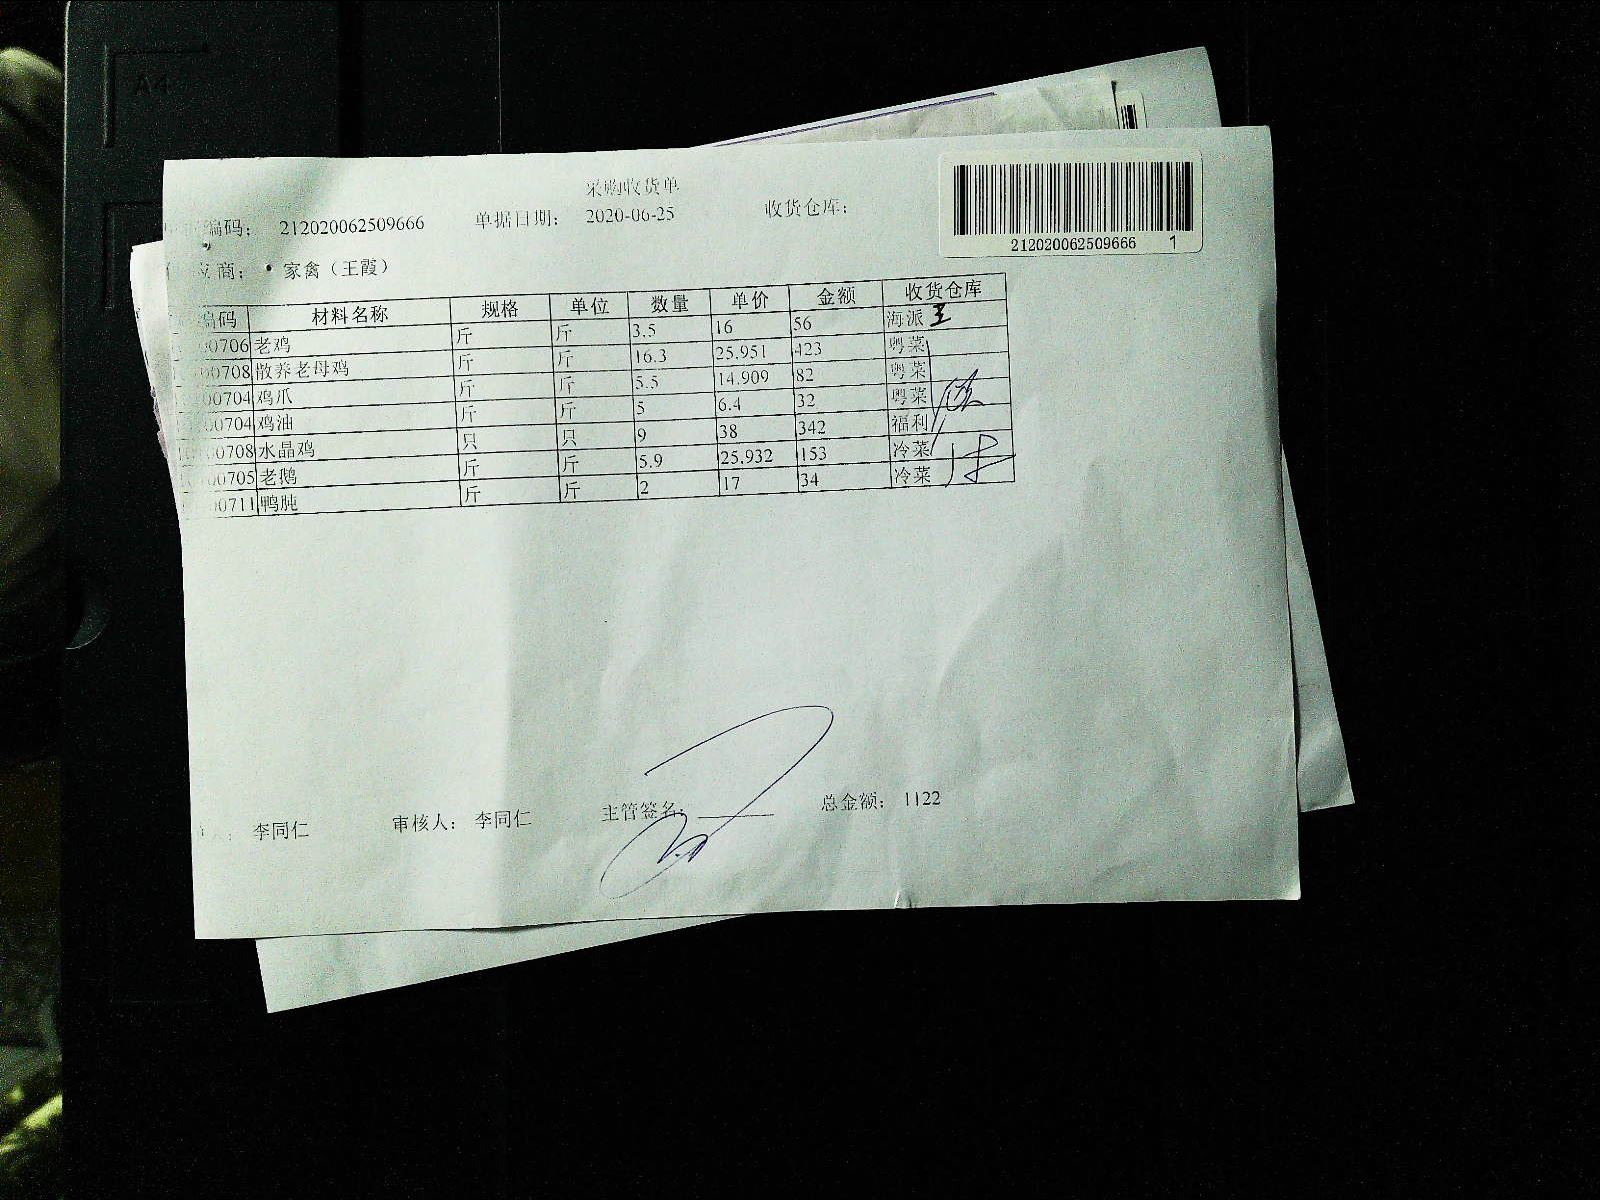 A4
采购收货单
编码: 212020062509666 单据日期: 2020-06-25 收货仓库:
212020062509666 1
应商: 家禽（王霞）
编码 材料名称 规格 单位 数量 单价 金额 收货仓库
00706 老鸡 斤 斤 3.5 16 56 海派 王
00708 散养老母鸡 斤 斤 16.3 25.951 423 粤菜
00704 鸡爪 斤 斤 5.5 14.909 82 粤菜
00704 鸡油 斤 斤 5 6.4 32 粤菜
00708 水晶鸡 只 只 9 38 342 福利
00705 老鹅 斤 斤 5.9 25.932 153 冷菜
00711 鸭肫 斤 斤 2 17 34 冷菜
人: 李同仁 审核人: 李同仁 主管签名: 总金额: 1122